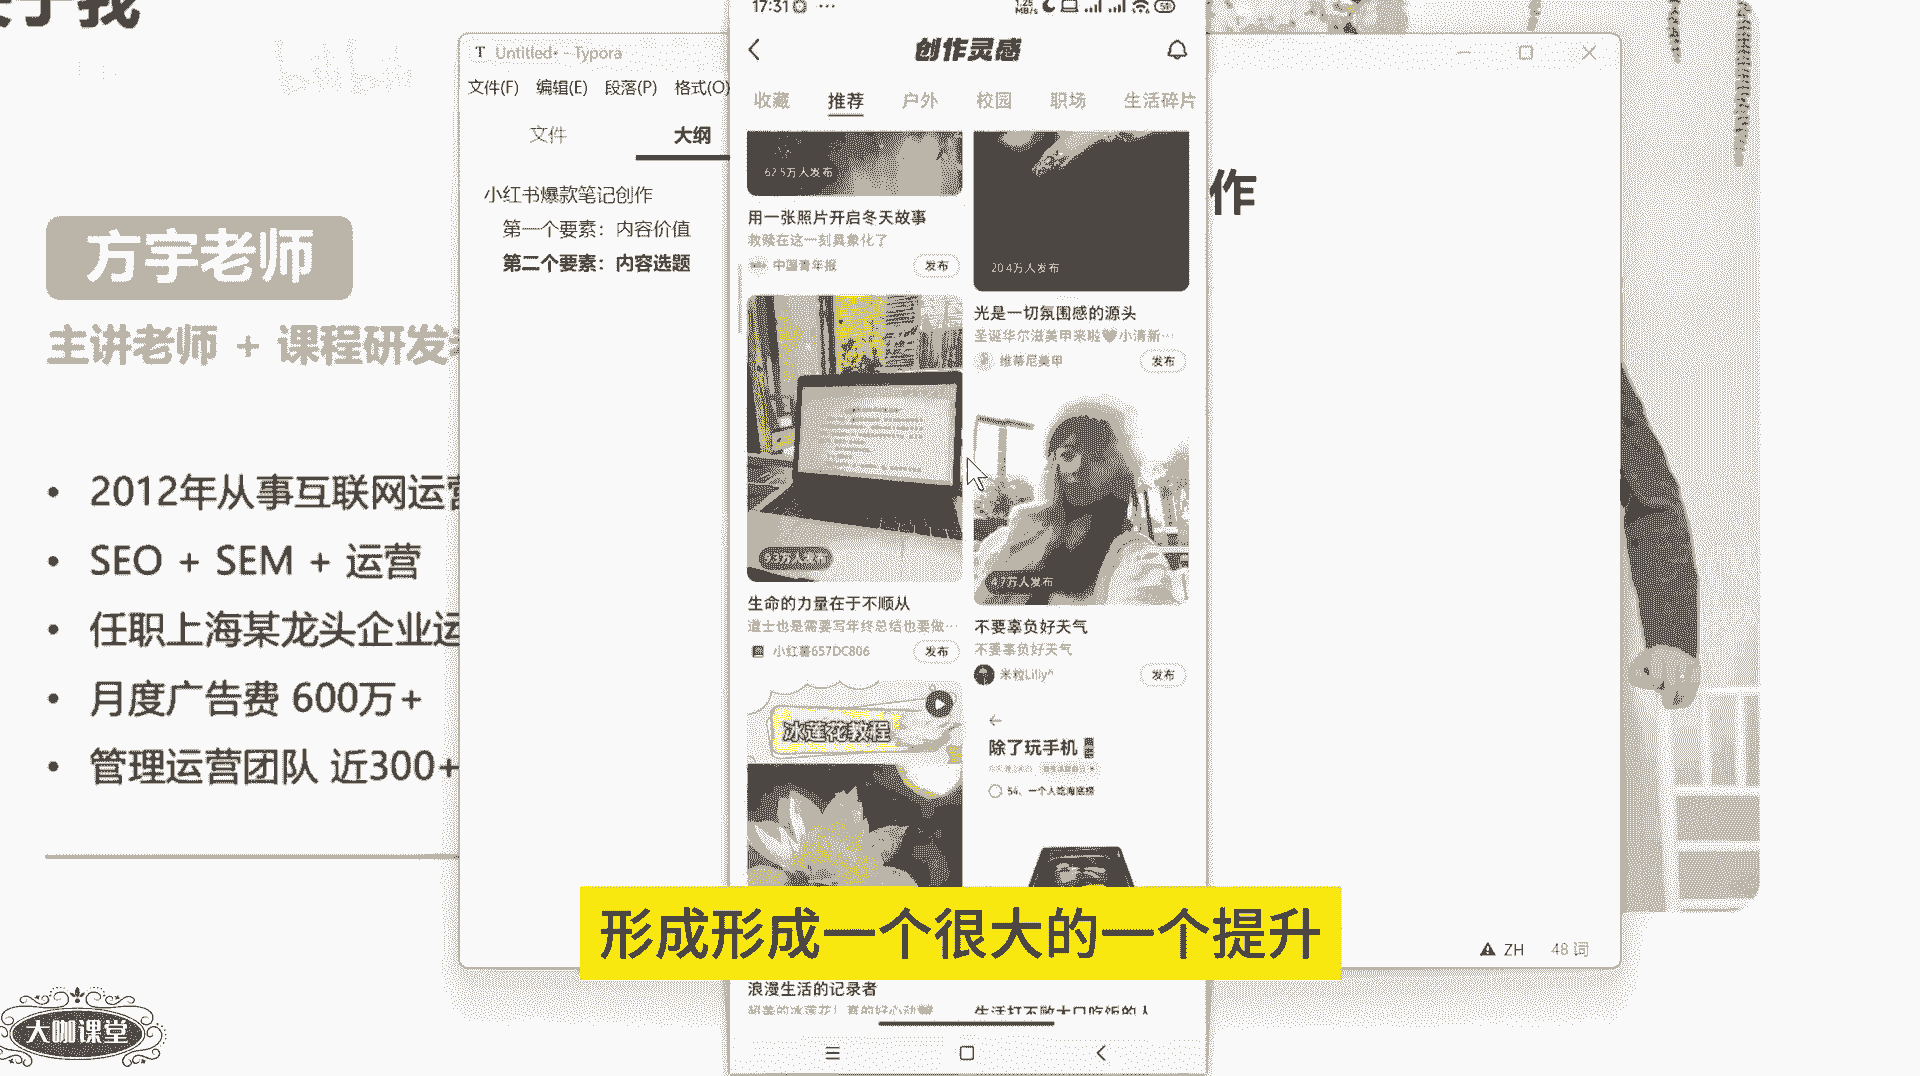 于我
方宇老师
主讲老师 + 课程研发
• 2012年从事互联网运营
• SEO + SEM + 运营
• 任职上海某龙头企业运
• 月度广告费 600万+
• 管理运营团队 近300+
大咖课堂
Untitled• - Typora
文件(F) 编辑(E) 段落(P) 格式(O)
文件 大纲
小红书爆款笔记创作
第一个要素：内容价值
第二个要素：内容选题
作
ZH 48 词
17:31
创作灵感
收藏 推荐 户外 校园 职场 生活碎片
62.5万人发布
用一张照片开启冬天故事
救赎在这一刻具象化了
中国青年报 发布
20.4万人发布
光是一切氛围感的源头
圣诞华尔滋美甲来啦🖤小清新…
维蒂尼美甲 发布
9.3万人发布
生命的力量在于不顺从
道士也是需要写年终总结也要做…
小红薯657DC806 发布
4.7万人发布
不要辜负好天气
不要辜负好天气
米粒Lilly^ 发布
冰莲花教程
浪漫生活的记录者
超美的冰莲花！真的好心动
除了玩手机
54、一个人吃海底捞
生活打不败大口吃饭的人
形成形成一个很大的一个提升